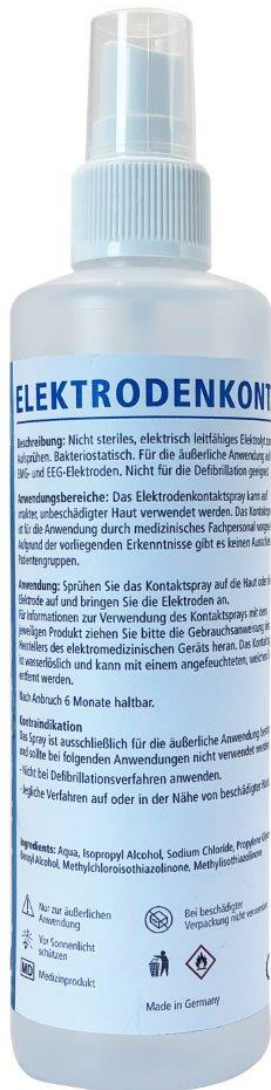 ELEKTRODENKONT
Beschreibung: Nicht steriles, elektrisch leitfähiges Elektrolyt zum
Aufsprühen. Bakteriostatisch. Für die äußerliche Anwendung auf
EMG- und EEG-Elektroden. Nicht für die Defibrillation geeignet.
Anwendungsbereiche: Das Elektrodenkontaktspray kann auf
intakter, unbeschädigter Haut verwendet werden. Das Kontakts
ist für die Anwendung durch medizinisches Fachpersonal vorges
Aufgrund der vorliegenden Erkenntnisse gibt es keinen Aussch
Patientengruppen.
Anwendung: Sprühen Sie das Kontaktspray auf die Haut oder
Elektrode auf und bringen Sie die Elektroden an.
Für Informationen zur Verwendung des Kontaktsprays mit dem
jeweiligen Produkt ziehen Sie bitte die Gebrauchsanweisung des
Herstellers des elektromedizinischen Geräts heran. Das Kontakt
ist wasserlöslich und kann mit einem angefeuchteten, weichen
entfernt werden.
Nach Anbruch 6 Monate haltbar.
Kontraindikation
Das Spray ist ausschließlich für die äußerliche Anwendung
und sollte bei folgenden Anwendungen nicht verwendet werden
- Nicht bei Defibrillationsverfahren anwenden.
- Jegliche Verfahren auf oder in der Nähe von beschädigter
Ingredients: Aqua, Isopropyl Alcohol, Sodium Chloride, Propylene
Benzyl Alcohol, Methylchloroisothiazolinone, Methylisothiazolinone
Nur zur äußerlichen
Anwendung
Bei beschädigter
Verpackung nicht verwenden
Vor Sonnenlicht
schützen
MD Medizinprodukt
Made in Germany